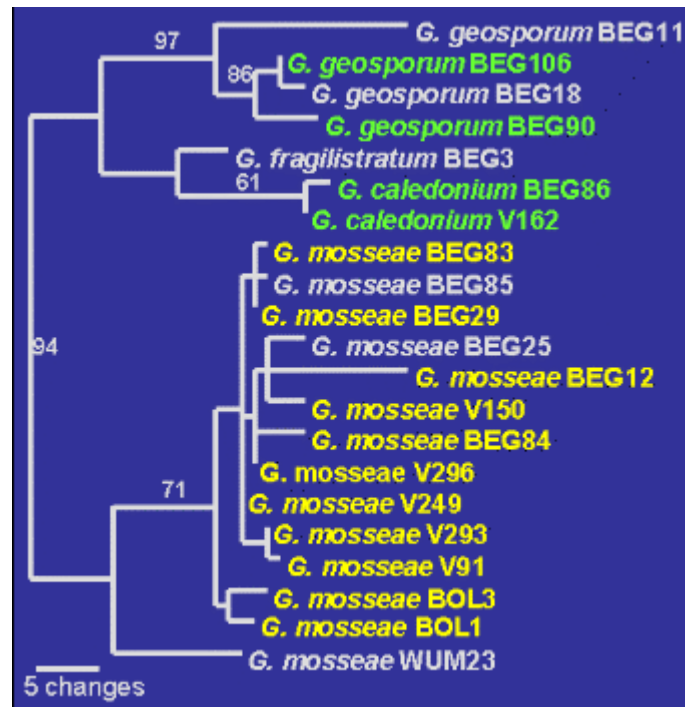 G. geosporum BEG11
97
G. geosporum BEG106
86
G. geosporum BEG18
G. geosporum BEG90
G. fragilistratum BEG3
61
G. caledonium BEG86
G. caledonium V162
G. mosseae BEG83
G. mosseae BEG85
G. mosseae BEG29
94
G. mosseae BEG25
G. mosseae BEG12
G. mosseae V150
G. mosseae BEG84
G. mosseae V296
71
G. mosseae V249
G. mosseae V293
G. mosseae V91
G. mosseae BOL3
G. mosseae BOL1
G. mosseae WUM23
5 changes